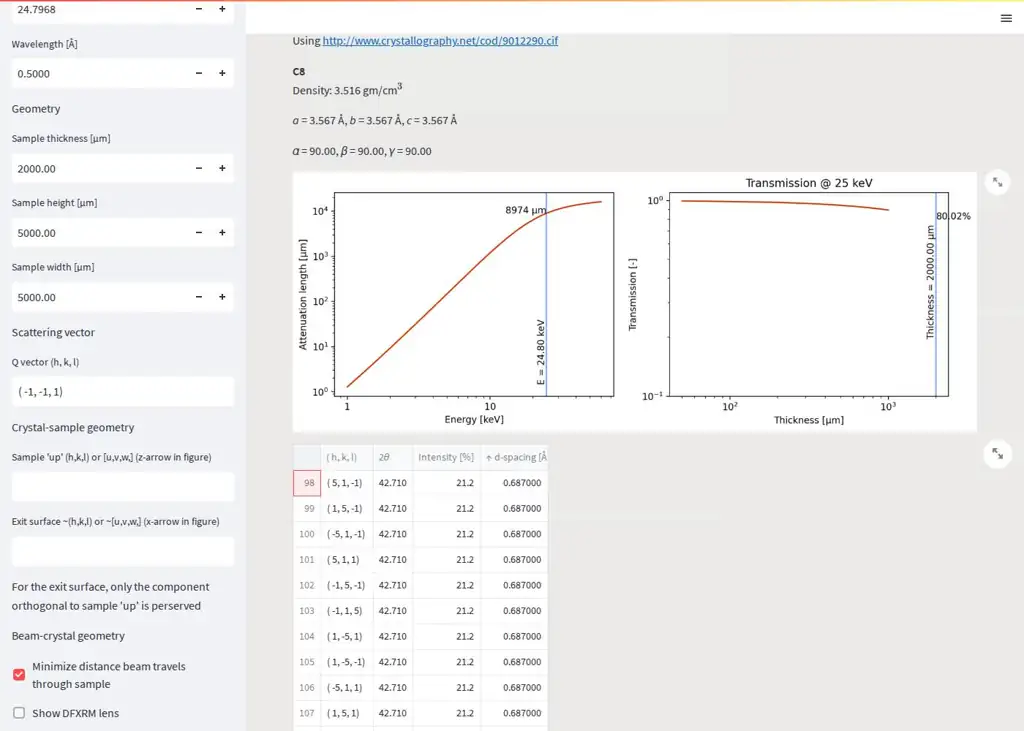 24.7968 − +
Wavelength [Å]
0.5000 − +
Geometry
Sample thickness [μm]
2000.00 − +
Sample height [μm]
5000.00 − +
Sample width [μm]
5000.00 − +
Scattering vector
Q vector (h, k, l)
( -1, -1, 1)
Crystal-sample geometry
Sample 'up' (h,k,l) or [u,v,w,] (z-arrow in figure)
Exit surface ~(h,k,l) or ~[u,v,w,] (x-arrow in figure)
For the exit surface, only the component
orthogonal to sample 'up' is perserved
Beam-crystal geometry
Minimize distance beam travels
through sample
Show DFXRM lens
Using http://www.crystallography.net/cod/9012290.cif
C8
Density: 3.516 gm/cm³
a = 3.567 Å, b = 3.567 Å, c = 3.567 Å
α = 90.00, β = 90.00, γ = 90.00
Attenuation length [μm]
10⁴
10³
10²
10¹
10⁰
8974 μm
E = 24.80 keV
1 10
Energy [keV]
Transmission @ 25 keV
Transmission [-]
10⁰
10⁻¹
80.02%
Thickness = 2000.00 μm
10² 10³
Thickness [μm]
( h, k, l) 2θ Intensity [%] ↑ d-spacing [Å
98 ( 5, 1, -1) 42.710 21.2 0.687000
99 ( 1, 5, -1) 42.710 21.2 0.687000
100 ( -5, 1, -1) 42.710 21.2 0.687000
101 ( 5, 1, 1) 42.710 21.2 0.687000
102 ( -1, 5, -1) 42.710 21.2 0.687000
103 ( -1, 1, 5) 42.710 21.2 0.687000
104 ( 1, -5, 1) 42.710 21.2 0.687000
105 ( 1, -5, -1) 42.710 21.2 0.687000
106 ( -5, 1, 1) 42.710 21.2 0.687000
107 ( 1, 5, 1) 42.710 21.2 0.687000